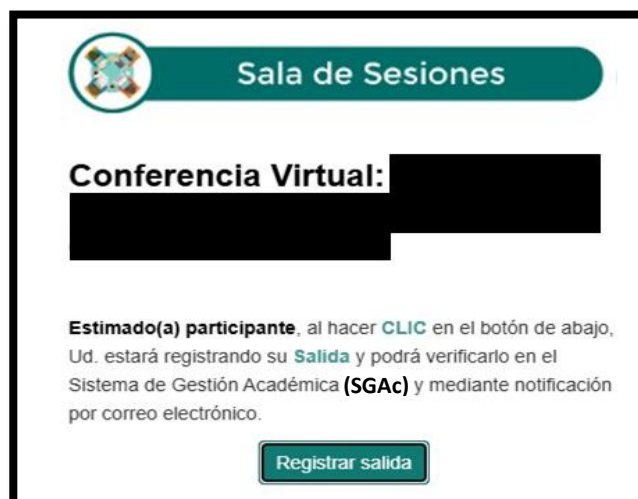 Sala de Sesiones
Conferencia Virtual:
Estimado(a) participante, al hacer CLIC en el botón de abajo,
Ud. estará registrando su Salida y podrá verificarlo en el
Sistema de Gestión Académica (SGAc) y mediante notificación
por correo electrónico.
Registrar salida